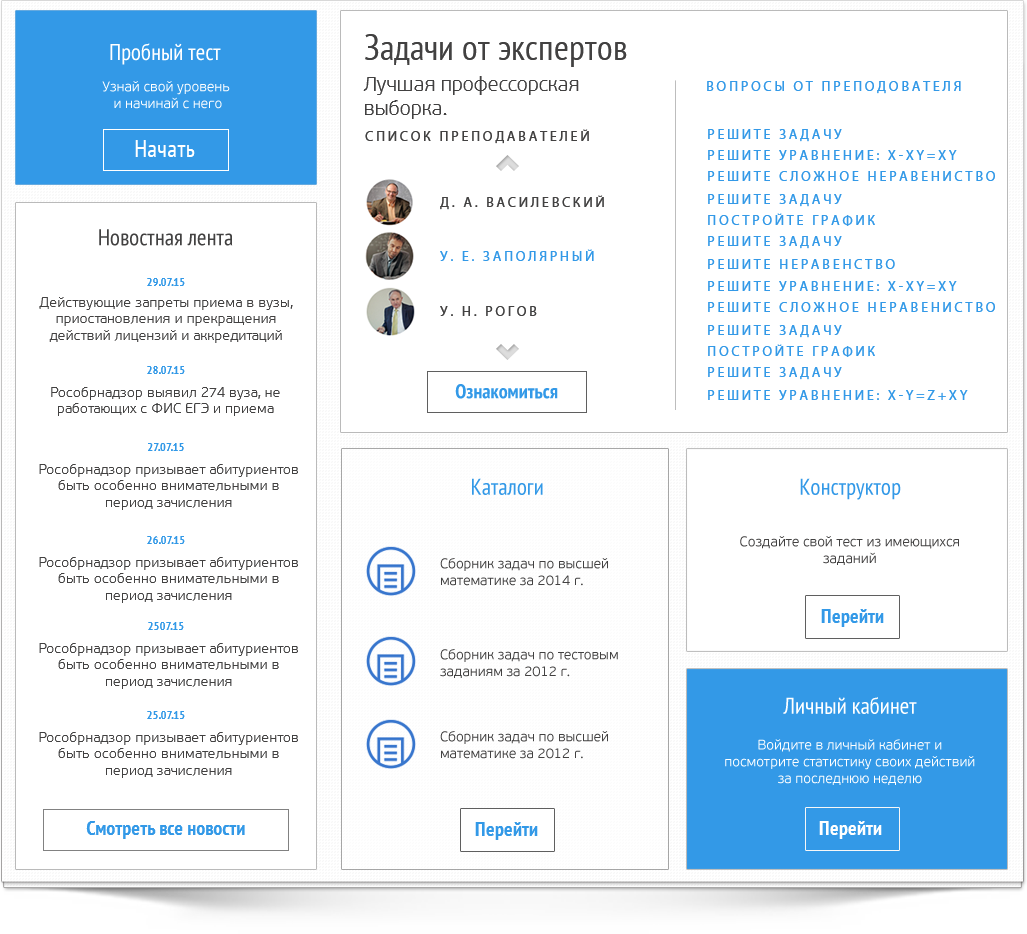 Пробный тест
Узнай свой уровень
и начинай с него
Начать
Новостная лента
29.07.15
Действующие запреты приема в вузы,
приостановления и прекращения
действий лицензий и аккредитаций
28.07.15
Рособрнадзор выявил 274 вуза, не
работающих с ФИС ЕГЭ и приема
27.07.15
Рособрнадзор призывает абитуриентов
быть особенно внимательными в
период зачисления
26.07.15
Рособрнадзор призывает абитуриентов
быть особенно внимательными в
период зачисления
2507.15
Рособрнадзор призывает абитуриентов
быть особенно внимательными в
период зачисления
25.07.15
Рособрнадзор призывает абитуриентов
быть особенно внимательными в
период зачисления
Смотреть все новости
Задачи от экспертов
Лучшая профессорская
выборка.
СПИСОК ПРЕПОДАВАТЕЛЕЙ
Д. А. ВАСИЛЕВСКИЙ
У. Е. ЗАПОЛЯРНЫЙ
У. Н. РОГОВ
Ознакомиться
ВОПРОСЫ ОТ ПРЕПОДОВАТЕЛЯ
РЕШИТЕ ЗАДАЧУ
РЕШИТЕ УРАВНЕНИЕ: X-XY=XY
РЕШИТЕ СЛОЖНОЕ НЕРАВЕНИСТВО
РЕШИТЕ ЗАДАЧУ
ПОСТРОЙТЕ ГРАФИК
РЕШИТЕ ЗАДАЧУ
РЕШИТЕ НЕРАВЕНСТВО
РЕШИТЕ УРАВНЕНИЕ: X-XY=XY
РЕШИТЕ СЛОЖНОЕ НЕРАВЕНИСТВО
РЕШИТЕ ЗАДАЧУ
ПОСТРОЙТЕ ГРАФИК
РЕШИТЕ ЗАДАЧУ
РЕШИТЕ УРАВНЕНИЕ: X-Y=Z+XY
Каталоги
Сборник задач по высшей
математике за 2014 г.
Сборник задач по тестовым
заданиям за 2012 г.
Сборник задач по высшей
математике за 2012 г.
Перейти
Конструктор
Создайте свой тест из имеющихся
заданий
Перейти
Личный кабинет
Войдите в личный кабинет и
посмотрите статистику своих действий
за последнюю неделю
Перейти